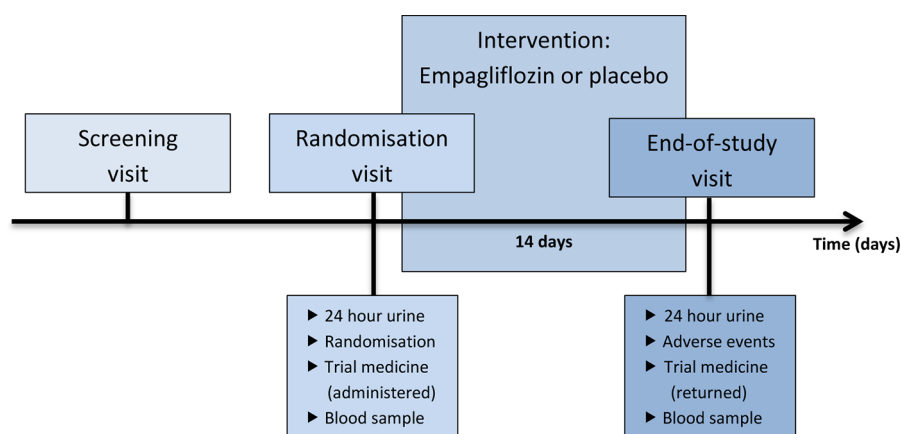 Intervention:
Empagliflozin or placebo
Screening
visit
Randomisation
visit
End-of-study
visit
14 days
Time (days)
▶ 24 hour urine
▶ Randomisation
▶ Trial medicine
(administered)
▶ Blood sample
▶ 24 hour urine
▶ Adverse events
▶ Trial medicine
(returned)
▶ Blood sample